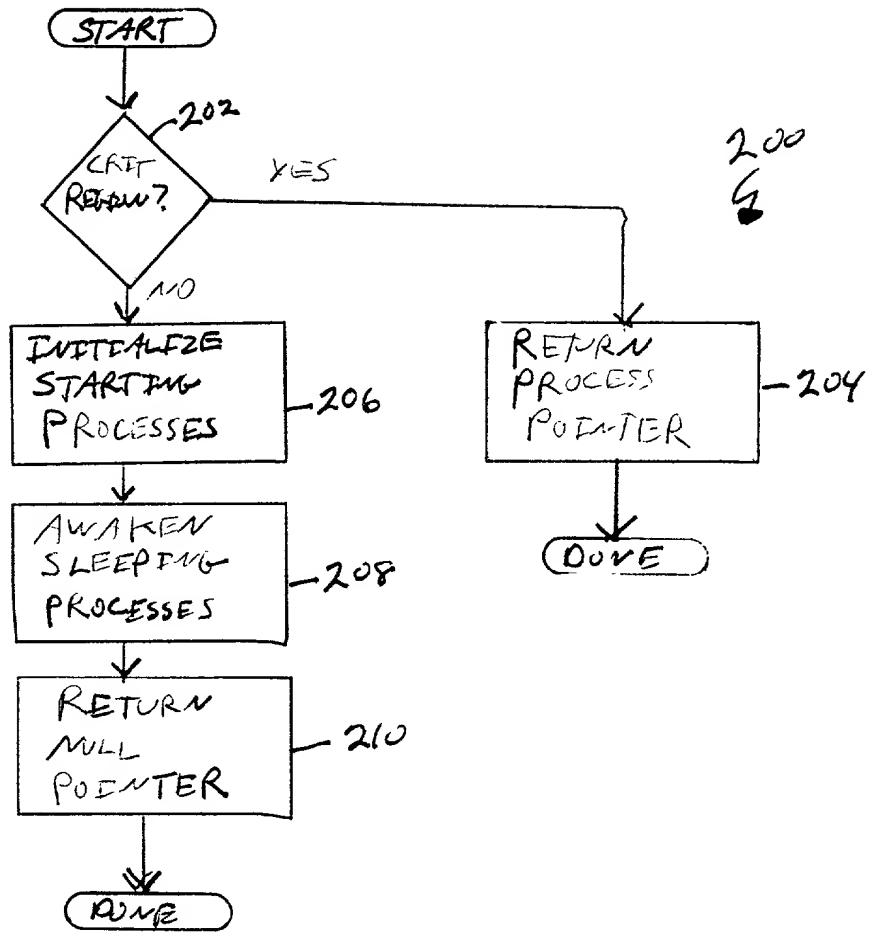 START
202
CRIT
REGION?
YES
200
NO
INITIALIZE
STARTING
PROCESSES
206
RETURN
PROCESS
POINTER
204
AWAKEN
SLEEPING
PROCESSES
208
DONE
RETURN
NULL
POINTER
210
DONE